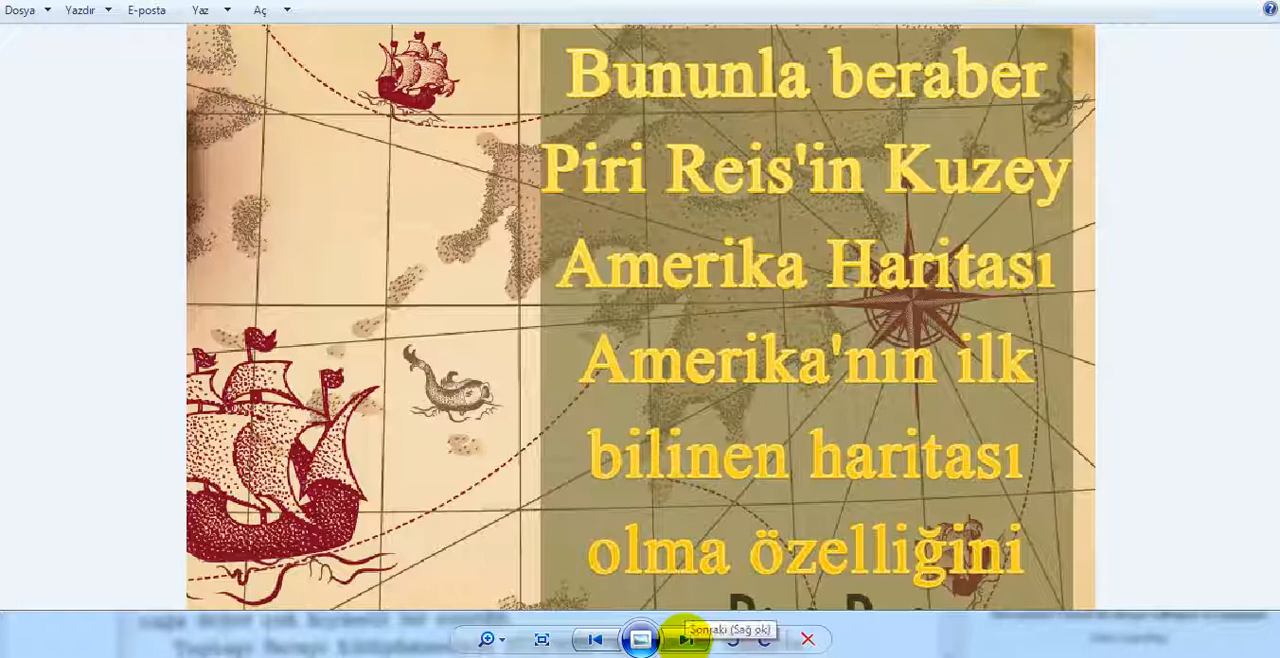 Dosya Yazdır E-posta Yaz Aç
Bununla beraber
Piri Reis'in Kuzey
Amerika Haritası
Amerika'nın ilk
bilinen haritası
olma özelliğini
Sonraki (Sağ ok)